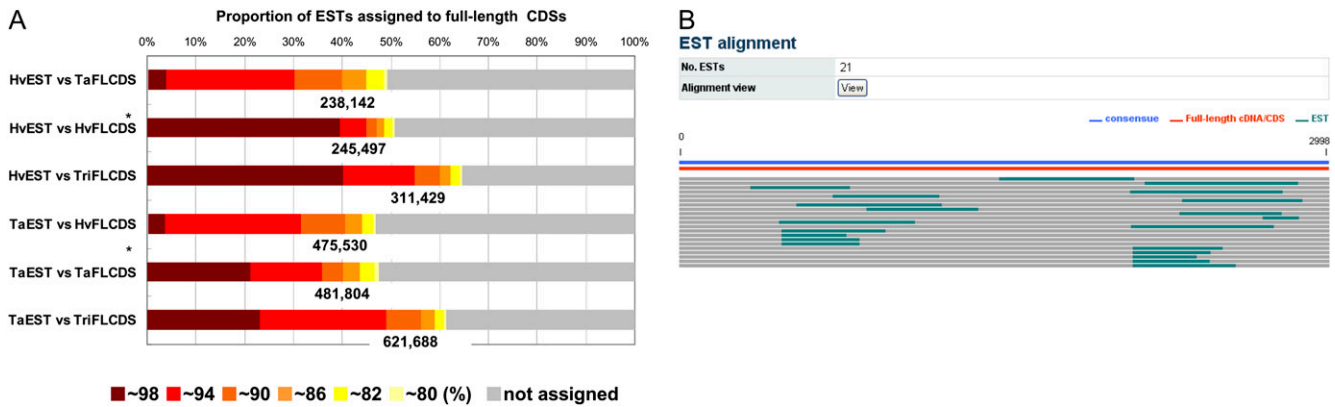 A
Proportion of ESTs assigned to full-length CDSs
0% 10% 20% 30% 40% 50% 60% 70% 80% 90% 100%
HvEST vs TaFLCDS
238,142
*
HvEST vs HvFLCDS
245,497
HvEST vs TriFLCDS
311,429
TaEST vs HvFLCDS
475,530
*
TaEST vs TaFLCDS
481,804
TaEST vs TriFLCDS
621,688
~98 ~94 ~90 ~86 ~82 ~80 (%) not assigned
B
EST alignment
No. ESTs 21
Alignment view View
consensue Full-length cDNA/CDS EST
0 2998